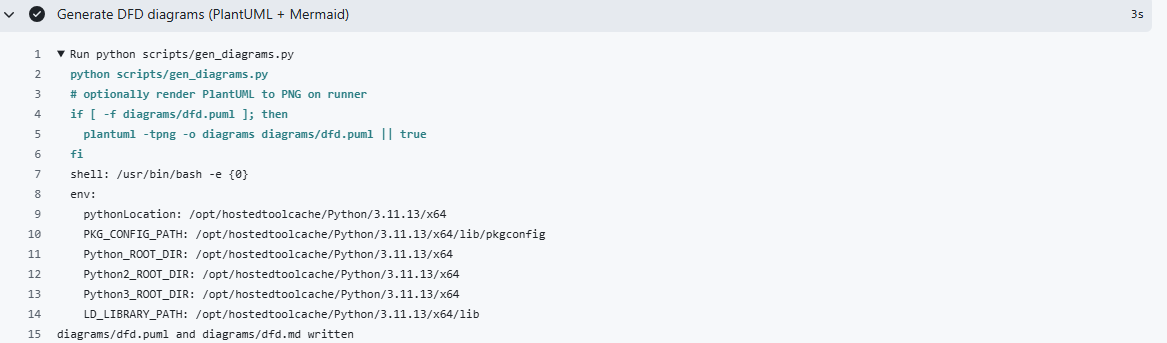 Generate DFD diagrams (PlantUML + Mermaid) 3s
1 Run python scripts/gen_diagrams.py
2 python scripts/gen_diagrams.py
3 # optionally render PlantUML to PNG on runner
4 if [ -f diagrams/dfd.puml ]; then
5 plantuml -tpng -o diagrams diagrams/dfd.puml || true
6 fi
7 shell: /usr/bin/bash -e {0}
8 env:
9 pythonLocation: /opt/hostedtoolcache/Python/3.11.13/x64
10 PKG_CONFIG_PATH: /opt/hostedtoolcache/Python/3.11.13/x64/lib/pkgconfig
11 Python_ROOT_DIR: /opt/hostedtoolcache/Python/3.11.13/x64
12 Python2_ROOT_DIR: /opt/hostedtoolcache/Python/3.11.13/x64
13 Python3_ROOT_DIR: /opt/hostedtoolcache/Python/3.11.13/x64
14 LD_LIBRARY_PATH: /opt/hostedtoolcache/Python/3.11.13/x64/lib
15 diagrams/dfd.puml and diagrams/dfd.md written